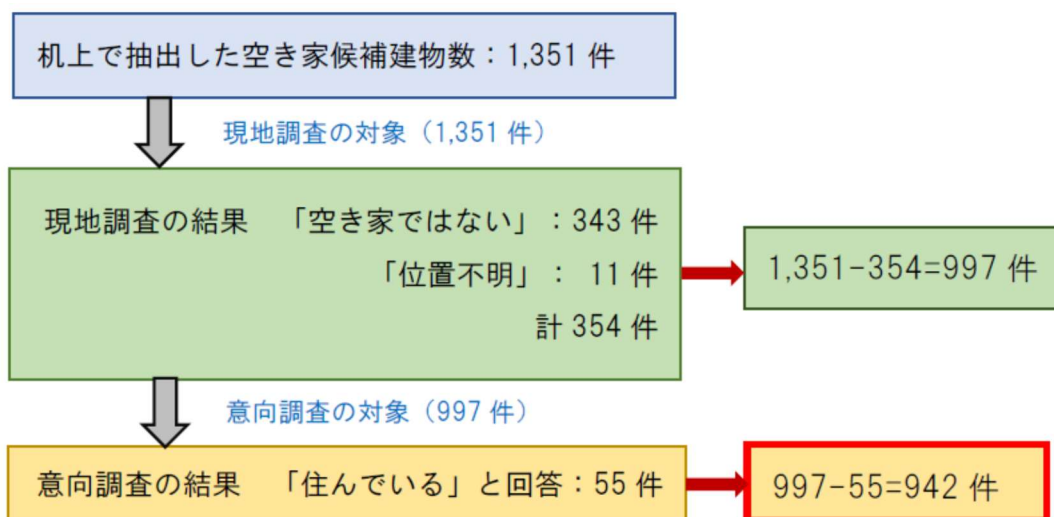 机上で抽出した空き家候補建物数：1,351 件
現地調査の対象（1,351 件）
現地調査の結果　「空き家ではない」：343 件
「位置不明」： 11 件
計 354 件
1,351-354=997 件
意向調査の対象（997 件）
意向調査の結果　「住んでいる」と回答：55 件
997-55=942 件